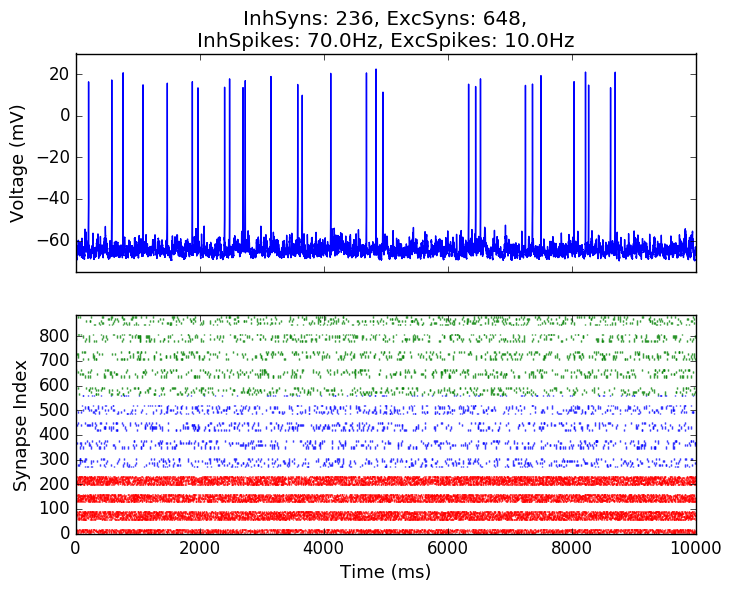 InhSyns: 236, ExcSyns: 648,
InhSpikes: 70.0Hz, ExcSpikes: 10.0Hz
Voltage (mV)
20
0
−20
−40
−60
Synapse Index
800
700
600
500
400
300
200
100
0
0 2000 4000 6000 8000 10000
Time (ms)